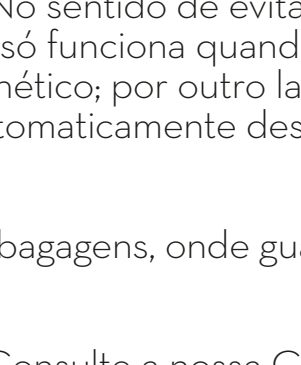 No sentido de evita
só funciona quand
nético; por outro la
tomaticamente des
bagagens, onde gua
Consulte a nossa G